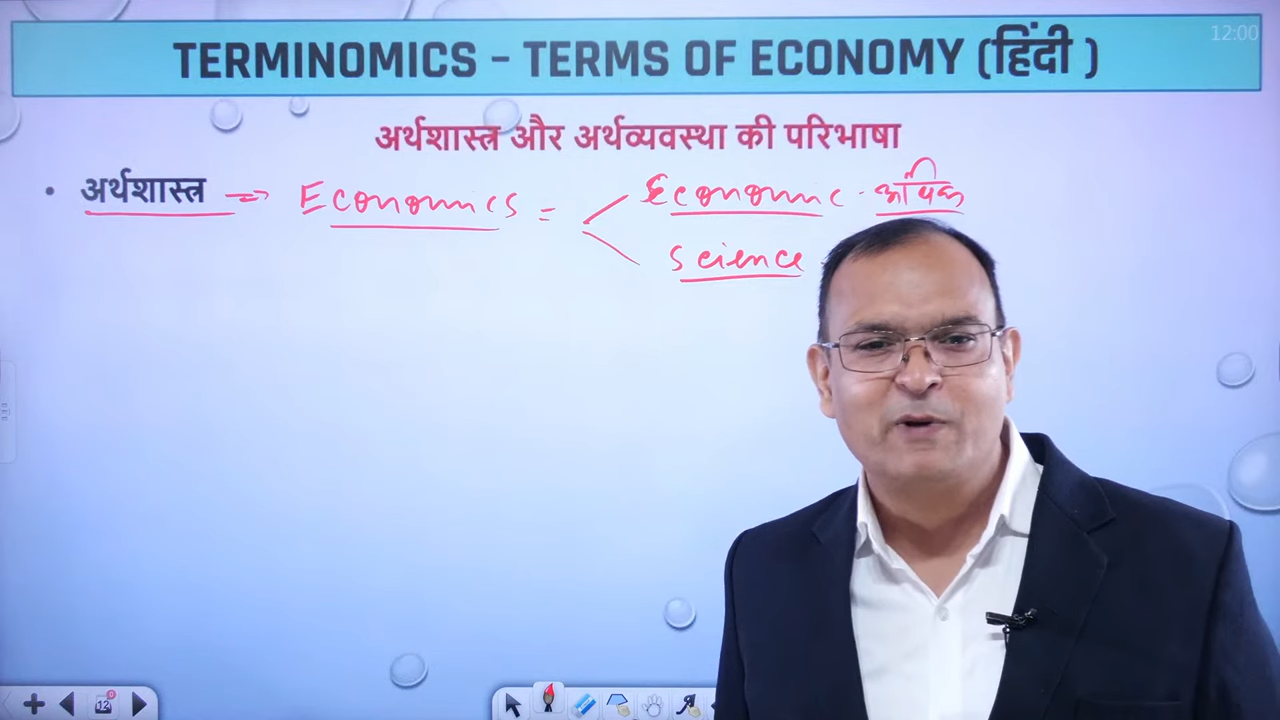 12:00
TERMINOMICS – TERMS OF ECONOMY (हिंदी )
अर्थशास्त्र और अर्थव्यवस्था की परिभाषा
• अर्थशास्त्र => Economics = Economic . आर्थिक
Science
12